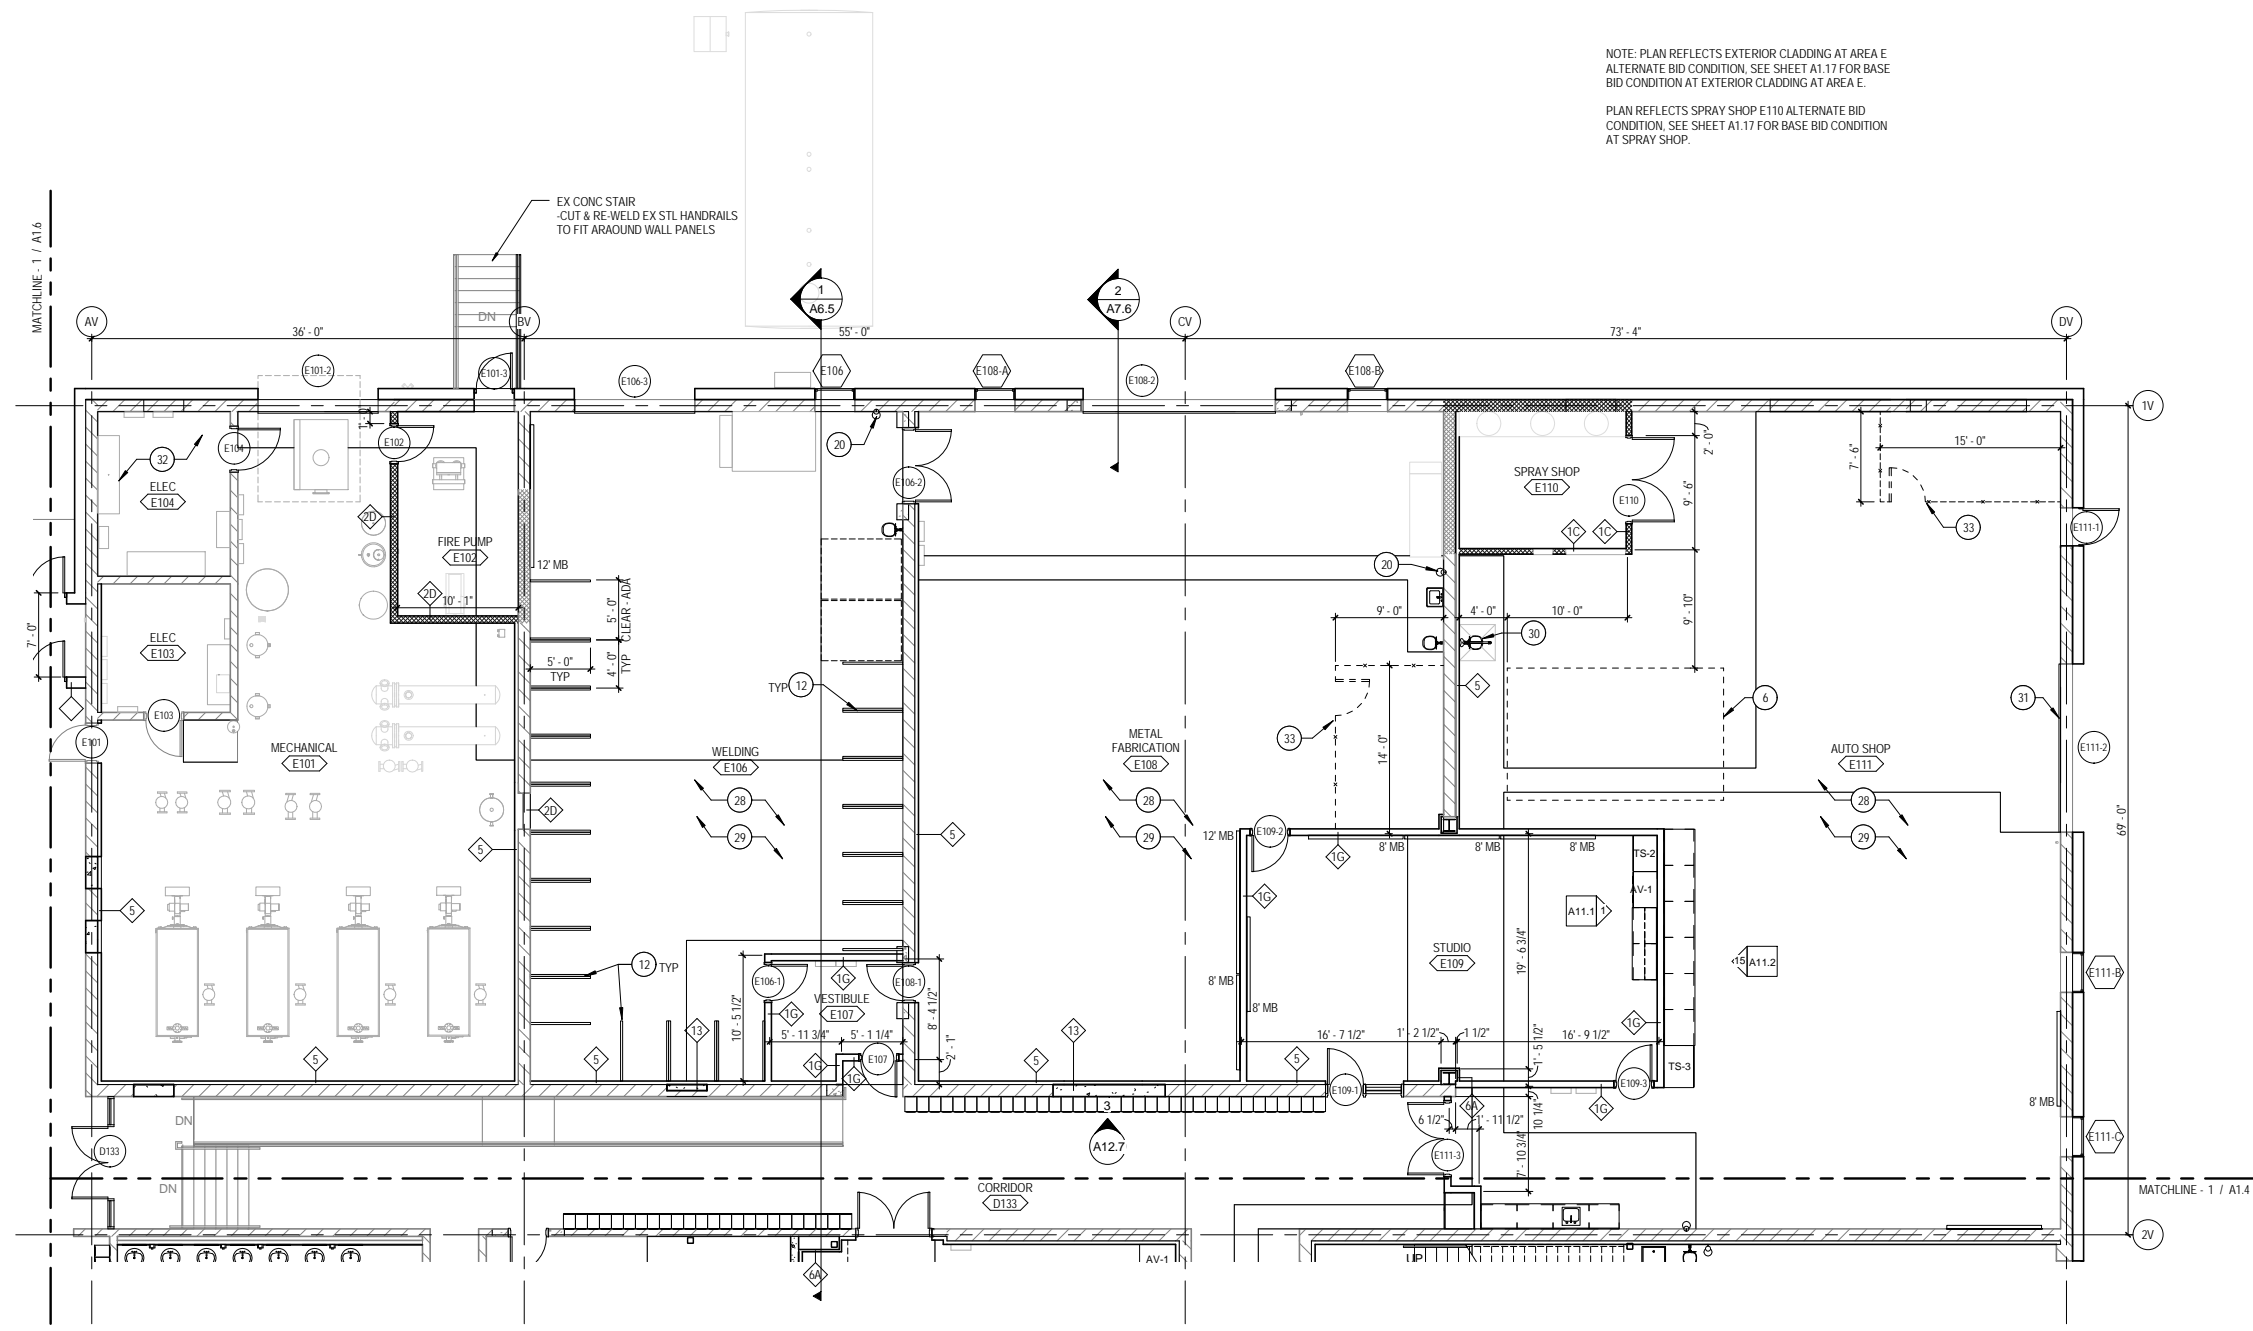 NOTE: PLAN REFLECTS EXTERIOR CLADDING AT AREA E
ALTERNATE BID CONDITION, SEE SHEET A1.17 FOR BASE
BID CONDITION AT EXTERIOR CLADDING AT AREA E.
PLAN REFLECTS SPRAY SHOP E110 ALTERNATE BID
CONDITION, SEE SHEET A1.17 FOR BASE BID CONDITION
AT SPRAY SHOP.
MATCHLINE - 1 / A1.6
EX CONC STAIR
-CUT & RE-WELD EX STL HANDRAILS
TO FIT ARAOUND WALL PANELS
DN
1
A6.5
2
A7.6
AV
BV
CV
DV
36' - 0"
55' - 0"
73' - 4"
E101-2
E101-3
E106-3
E106
E108-A
E108-2
E108-B
1V
1' - 0"
32
E104
E102
ELEC
E104
2D
FIRE PUMP
E102
2D
10' - 1"
12' MB
5' - 0"
CLEAR - ADA
4' - 0"
TYP
5' - 0"
TYP
20
E106-2
SPRAY SHOP
E110
E110
1C
1C
2' - 0"
9' - 6"
9' - 10"
7' - 6"
15' - 0"
33
E111-1
20
9' - 0"
4' - 0"
10' - 0"
30
7' - 0"
ELEC
E103
E103
E101
MECHANICAL
E101
TYP
12
WELDING
E106
28
29
METAL
FABRICATION
E108
28
29
33
14' - 0"
5
6
31
E111-2
AUTO SHOP
E111
28
29
69' - 0"
2D
5
5
5
12' MB
E109-2
1G
8' MB
8' MB
8' MB
TS-2
AV-1
1G
A11.1
1
STUDIO
E109
19' - 6 3/4"
15
A11.2
8' MB
8' MB
12
TYP
E106-1
1G
E108-1
VESTIBULE
E107
1G
10' - 5 1/2"
8' - 4 1/2"
2' - 1"
5' - 11 3/4"
5' - 1 1/4"
E107
1G
1G
13
13
5
5
5
5
16' - 7 1/2"
1' - 2 1/2"
1 1/2"
16' - 9 1/2"
1' - 5 1/2"
1G
TS-3
E109-1
E109-3
1G
E111-B
E111-C
8' MB
DN
D133
DN
3
A12.7
6A
6 1/2"
1' - 11 1/2"
10 1/4"
7' - 10 3/4"
E111-3
CORRIDOR
D133
MATCHLINE - 1 / A1.4
2V
6A
AV-1
UP